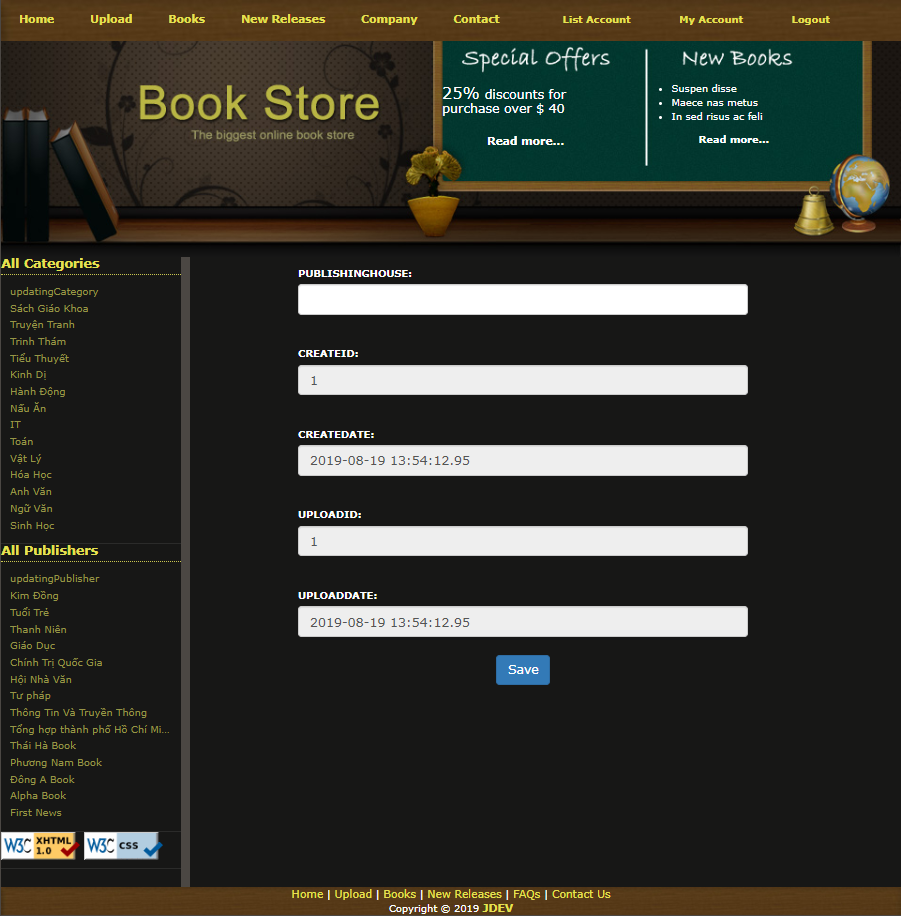 Home Upload Books New Releases Company Contact List Account My Account Logout
Book Store
The biggest online book store
Special Offers
25% discounts for
purchase over $ 40
Read more...
New Books
Suspen disse
Maece nas metus
In sed risus ac feli
Read more...
All Categories
updatingCategory
Sách Giáo Khoa
Truyện Tranh
Trinh Thám
Tiểu Thuyết
Kinh Dị
Hành Động
Nấu Ăn
IT
Toán
Vật Lý
Hóa Học
Anh Văn
Ngữ Văn
Sinh Học
All Publishers
updatingPublisher
Kim Đồng
Tuổi Trẻ
Thanh Niên
Giáo Dục
Chính Trị Quốc Gia
Hội Nhà Văn
Tư pháp
Thông Tin Và Truyền Thông
Tổng hợp thành phố Hồ Chí Mi...
Thái Hà Book
Phương Nam Book
Đông A Book
Alpha Book
First News
W3C XHTML 1.0
W3C CSS
PUBLISHINGHOUSE:
CREATEID:
1
CREATEDATE:
2019-08-19 13:54:12.95
UPLOADID:
1
UPLOADDATE:
2019-08-19 13:54:12.95
Save
Home | Upload | Books | New Releases | FAQs | Contact Us
Copyright © 2019 JDEV